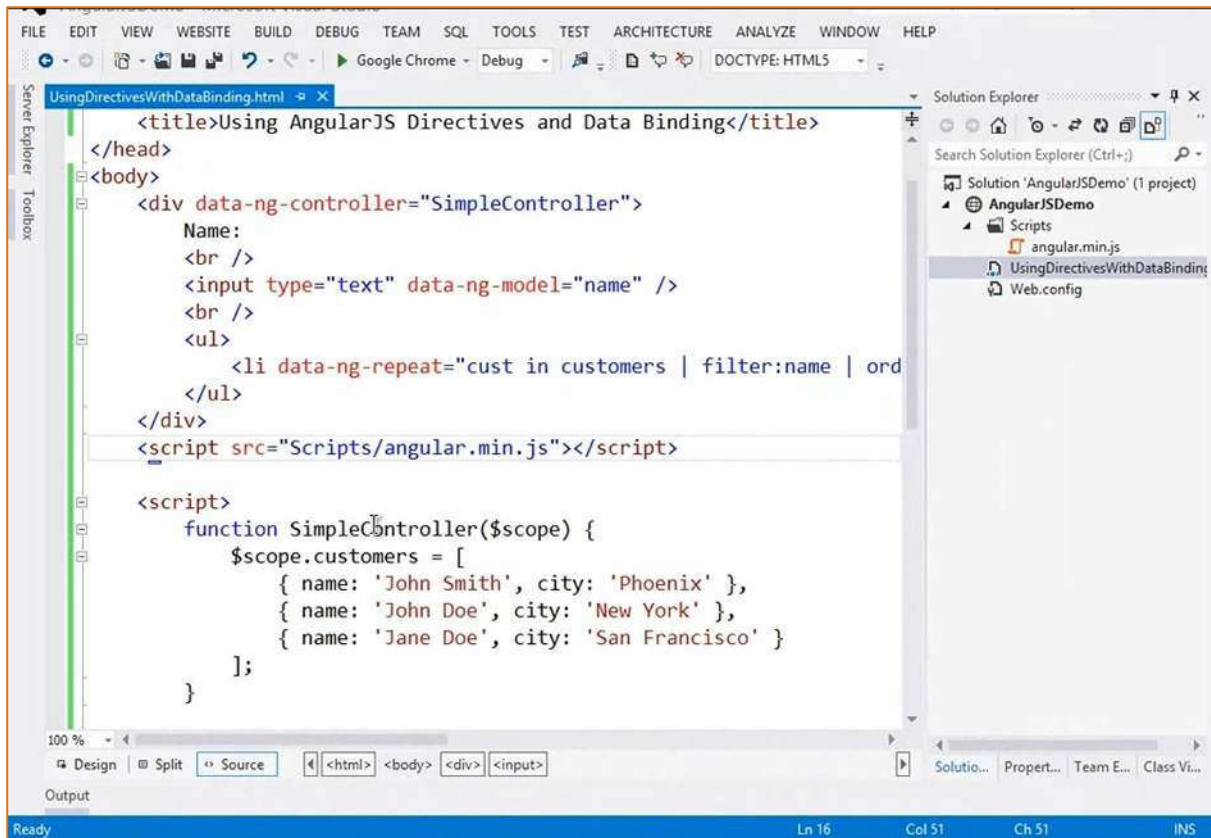 FILE EDIT VIEW WEBSITE BUILD DEBUG TEAM SQL TOOLS TEST ARCHITECTURE ANALYZE WINDOW HELP
Google Chrome Debug DOCTYPE: HTML5
Server Explorer
Toolbox
UsingDirectivesWithDataBinding.html
<title>Using AngularJS Directives and Data Binding</title>
</head>
<body>
<div data-ng-controller="SimpleController">
Name:
<br />
<input type="text" data-ng-model="name" />
<br />
<ul>
<li data-ng-repeat="cust in customers | filter:name | ord
</ul>
</div>
<script src="Scripts/angular.min.js"></script>
<script>
function SimpleController($scope) {
$scope.customers = [
{ name: 'John Smith', city: 'Phoenix' },
{ name: 'John Doe', city: 'New York' },
{ name: 'Jane Doe', city: 'San Francisco' }
];
}
100 %
Design Split Source <html> <body> <div> <input>
Output
Solution Explorer
Search Solution Explorer (Ctrl+;)
Solution 'AngularJSDemo' (1 project)
AngularJSDemo
Scripts
angular.min.js
UsingDirectivesWithDataBinding
Web.config
Solutio... Propert... Team E... Class Vi...
Ready Ln 16 Col 51 Ch 51 INS